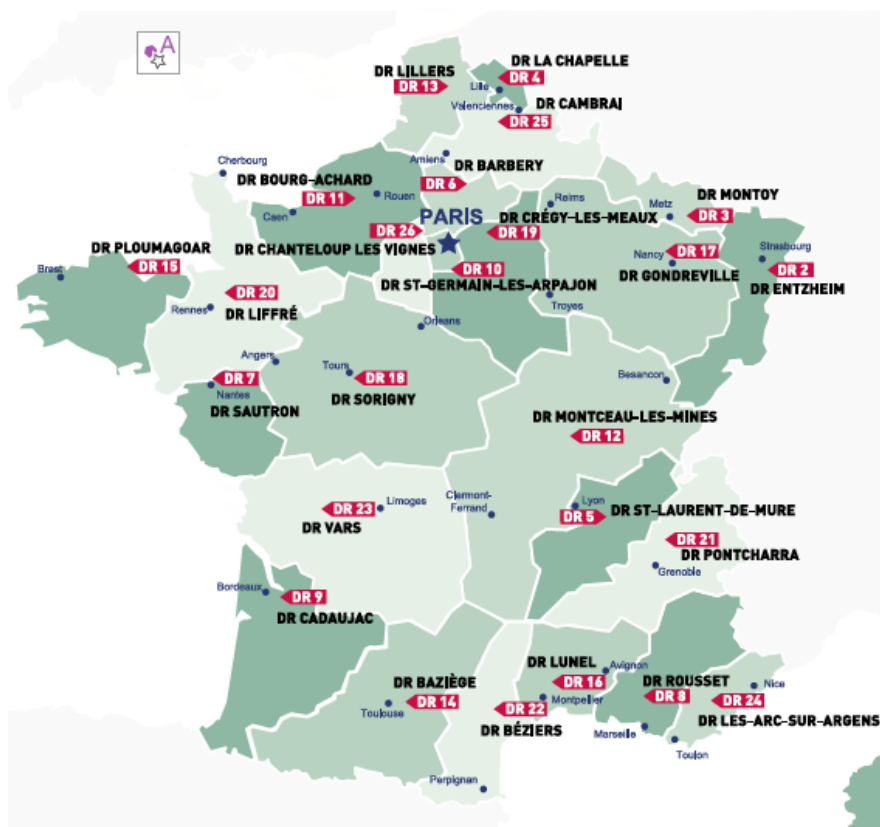 A
DR LA CHAPELLE
DR LILLERS
DR 4
Lille
DR 13
Valenciennes
DR CAMBRAI
DR 25
Amiens
Cherbourg
DR BARBERY
DR BOURG-ACHARD
DR 6
DR 11
Rouen
Reims
Metz
DR MONTOY
Caen
PARIS
DR CRÉGY-LES-MEAUX
DR 3
DR 26
DR 19
DR PLOUMAGOAR
DR CHANTELOUP LES VIGNES
Strasbourg
DR 17
Nancy
Brest
DR 15
DR 10
DR GONDREVILLE
DR 2
DR ST-GERMAIN-LES-ARPAJON
DR ENTZHEIM
DR 20
Rennes
DR LIFFRÉ
Troyes
Orleans
Angers
Tours
Besancon
DR 7
DR 18
Nantes
DR SORIGNY
DR SAUTRON
DR MONTCEAU-LES-MINES
DR 12
Clermont-
Ferrand
Limoges
Lyon
DR 23
DR ST-LAURENT-DE-MURE
DR 5
DR VARS
DR 21
DR PONTCHARRA
Grenoble
Bordeaux
DR 9
DR CADAUJAC
DR LUNEL
Avignon
DR BAZIÈGE
DR 16
DR ROUSSET
Nice
DR 14
Montpellier
DR 8
DR 24
Toulouse
DR 22
DR LES-ARC-SUR-ARGENS
DR BÉZIERS
Marseille
Toulon
Perpignan